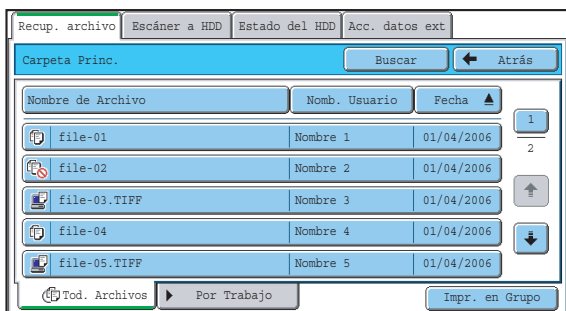 Recup. archivo Escáner a HDD Estado del HDD Acc. datos ext
Carpeta Princ. Buscar Atrás
Nombre de Archivo Nomb. Usuario Fecha
file-01 Nombre 1 01/04/2006
file-02 Nombre 2 01/04/2006
file-03.TIFF Nombre 3 01/04/2006
file-04 Nombre 4 01/04/2006
file-05.TIFF Nombre 5 01/04/2006
1
2
Tod. Archivos Por Trabajo Impr. en Grupo